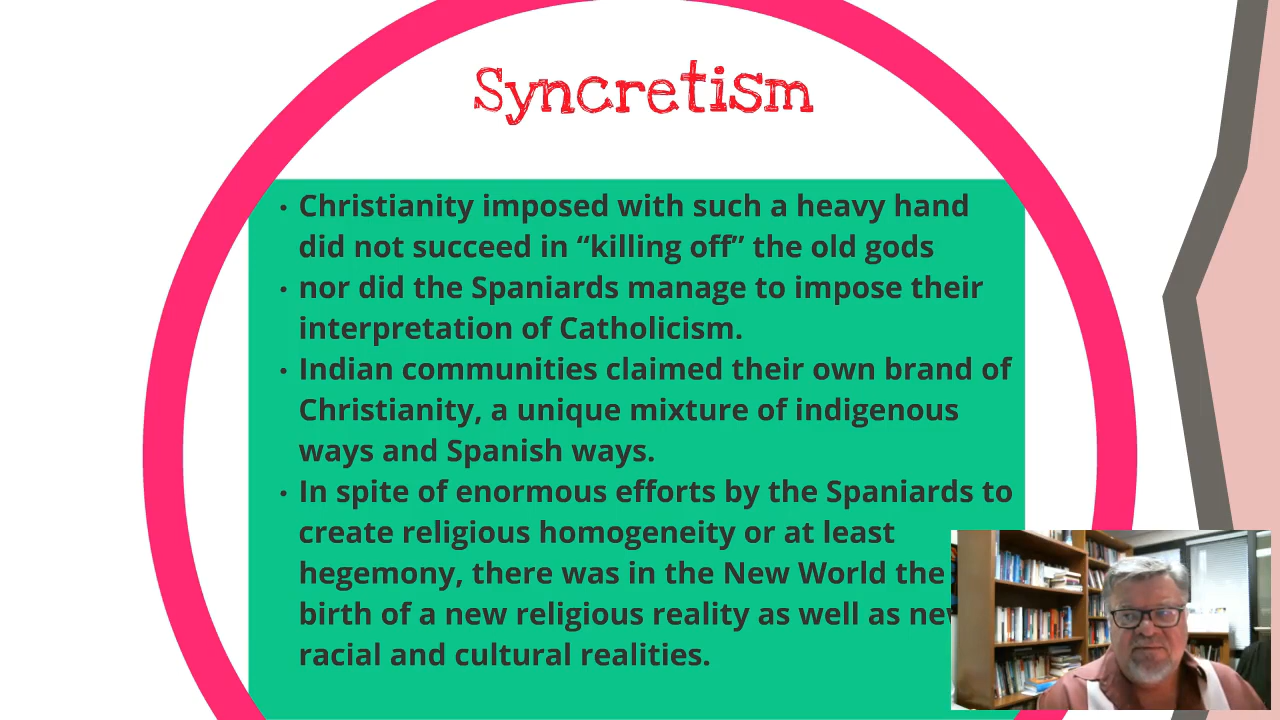 Syncretism
• Christianity imposed with such a heavy hand
did not succeed in “killing off” the old gods
• nor did the Spaniards manage to impose their
interpretation of Catholicism.
• Indian communities claimed their own brand of
Christianity, a unique mixture of indigenous
ways and Spanish ways.
• In spite of enormous efforts by the Spaniards to
create religious homogeneity or at least
hegemony, there was in the New World the
birth of a new religious reality as well as
racial and cultural realities.